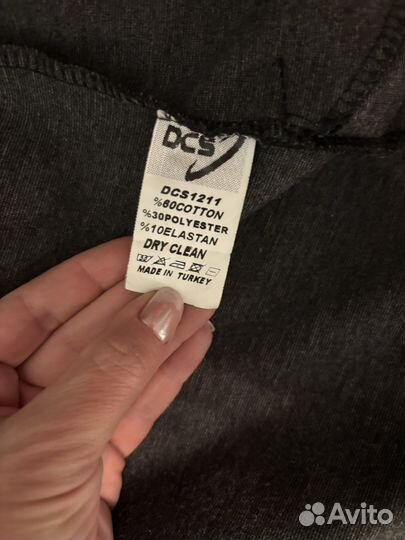 DCS
DCS1211
%60COTTON
%30POLYESTER
%10ELASTAN
DRY CLEAN
MADE IN TURKEY
Avito